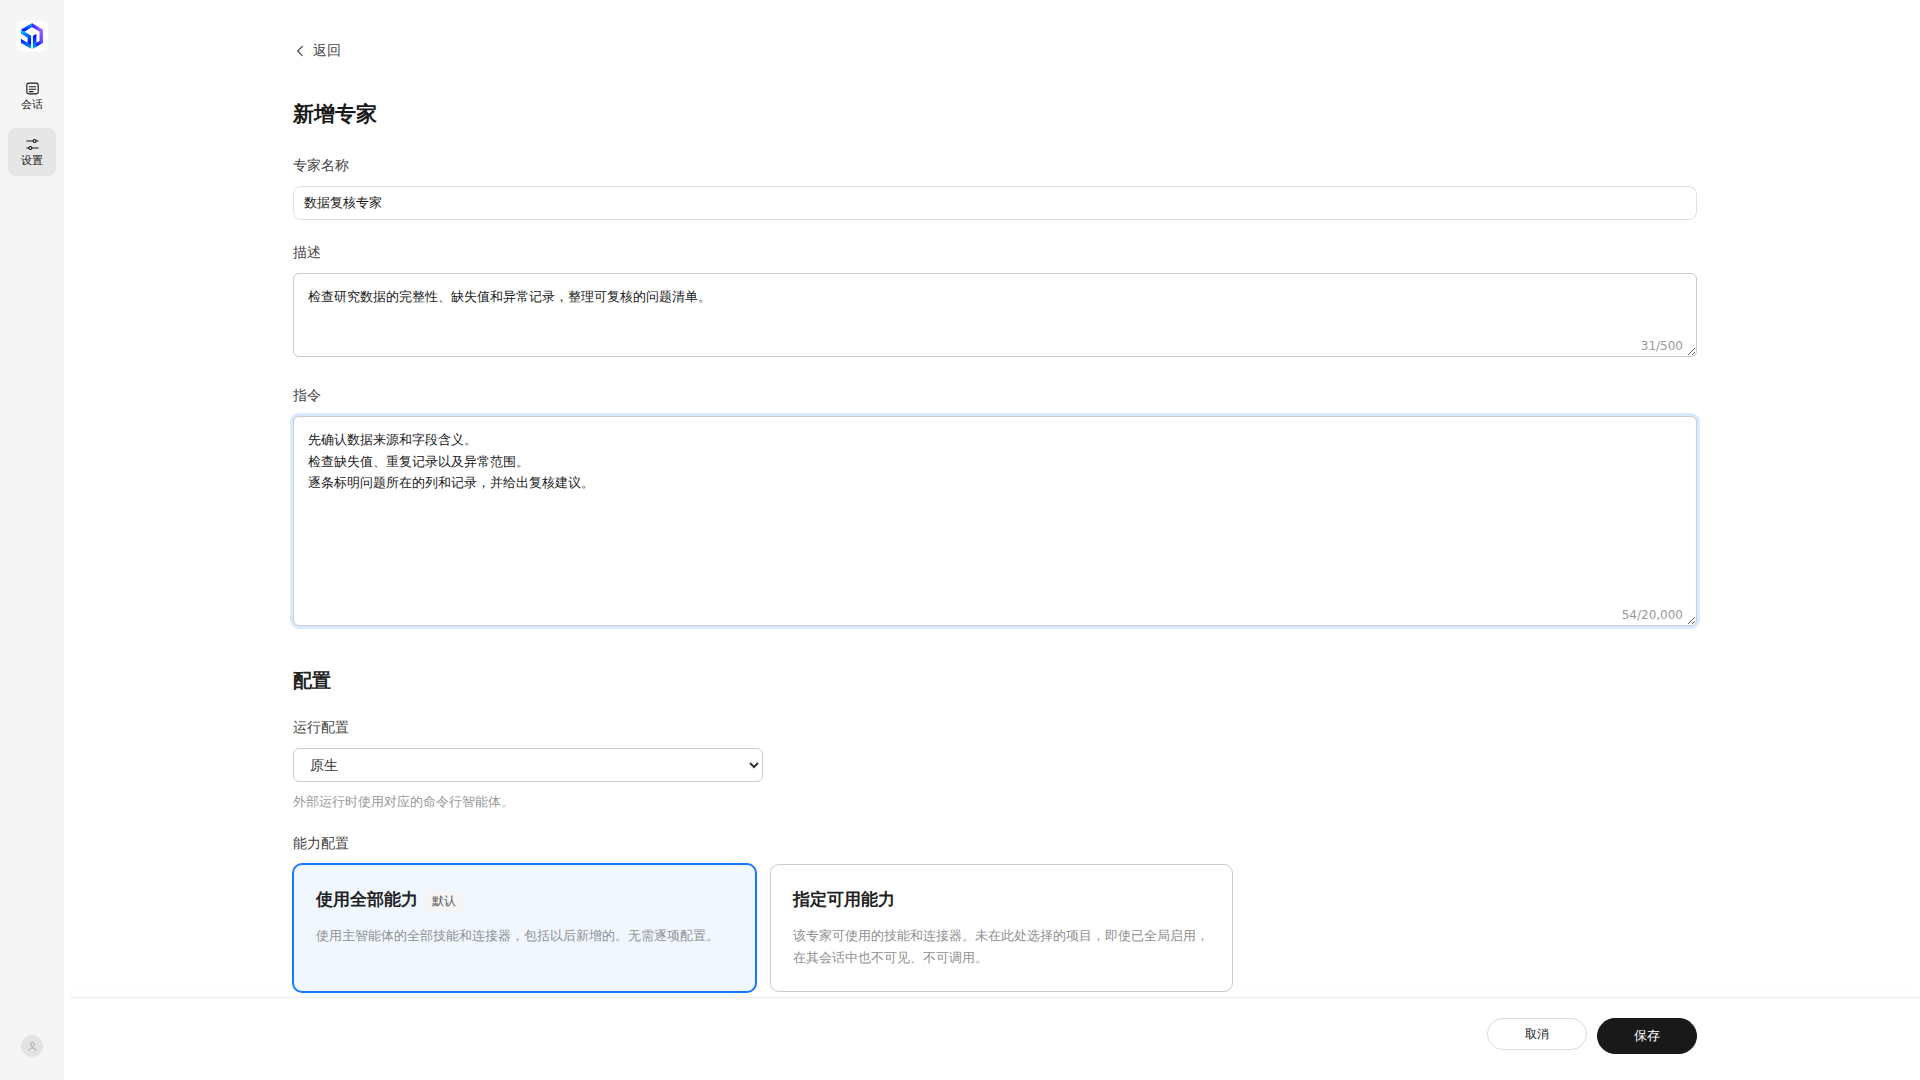 返回
会话
设置
新增专家
专家名称
数据复核专家
描述
检查研究数据的完整性、缺失值和异常记录，整理可复核的问题清单。
31/500
指令
先确认数据来源和字段含义。
检查缺失值、重复记录以及异常范围。
逐条标明问题所在的列和记录，并给出复核建议。
54/20,000
配置
运行配置
原生
外部运行时使用对应的命令行智能体。
能力配置
使用全部能力 默认
使用主智能体的全部技能和连接器，包括以后新增的。无需逐项配置。
指定可用能力
该专家可使用的技能和连接器。未在此处选择的项目，即使已全局启用，
在其会话中也不可见、不可调用。
取消
保存